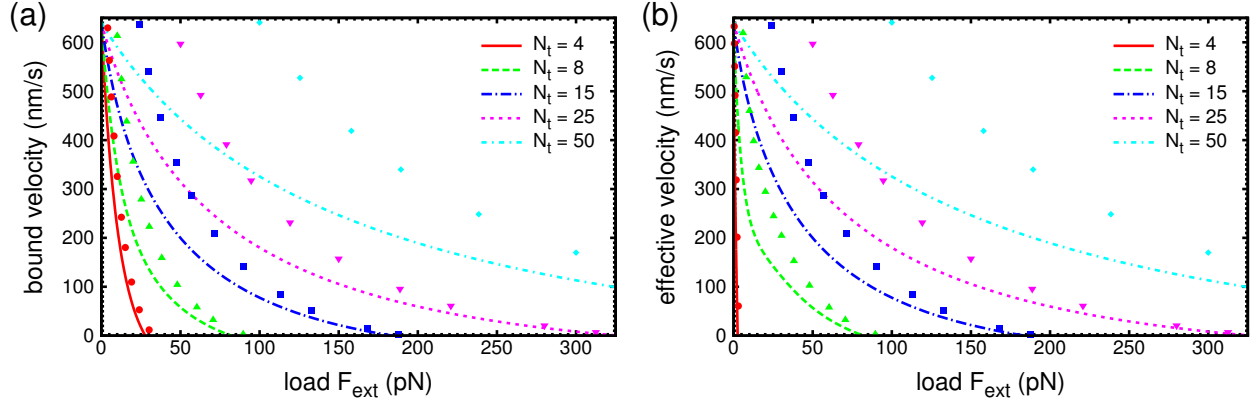 (a)
bound velocity (nm/s)
600
500
400
300
200
100
0
0 50 100 150 200 250 300
load F_ext (pN)
N_t = 4
N_t = 8
N_t = 15
N_t = 25
N_t = 50
(b)
effective velocity (nm/s)
600
500
400
300
200
100
0
0 50 100 150 200 250 300
load F_ext (pN)
N_t = 4
N_t = 8
N_t = 15
N_t = 25
N_t = 50